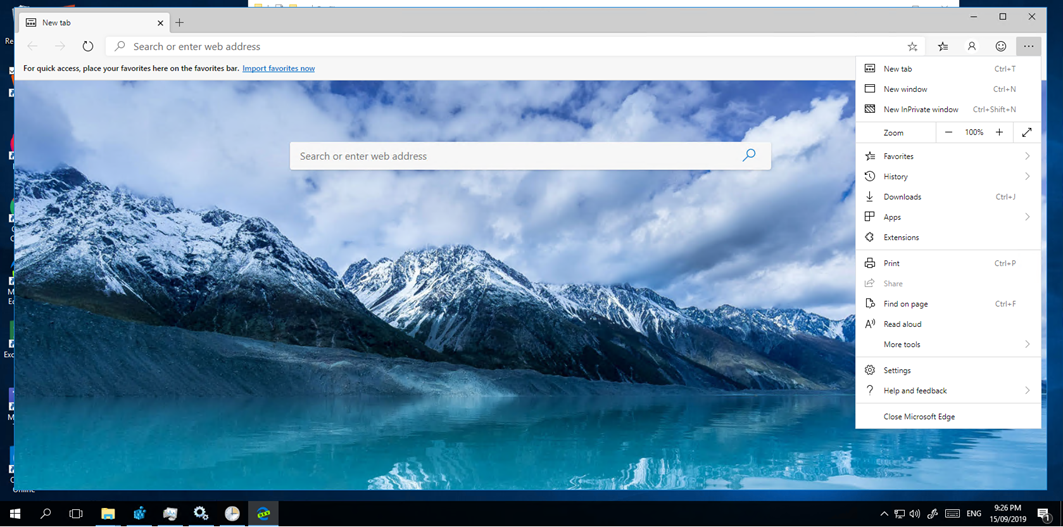 New tab
Search or enter web address
For quick access, place your favorites here on the favorites bar. Import favorites now
Search or enter web address
New tab Ctrl+T
New window Ctrl+N
New InPrivate window Ctrl+Shift+N
Zoom 100%
Favorites
History
Downloads Ctrl+J
Apps
Extensions
Print Ctrl+P
Share
Find on page Ctrl+F
Read aloud
More tools
Settings
Help and feedback
Close Microsoft Edge
Online
ENG
9:26 PM
15/09/2019